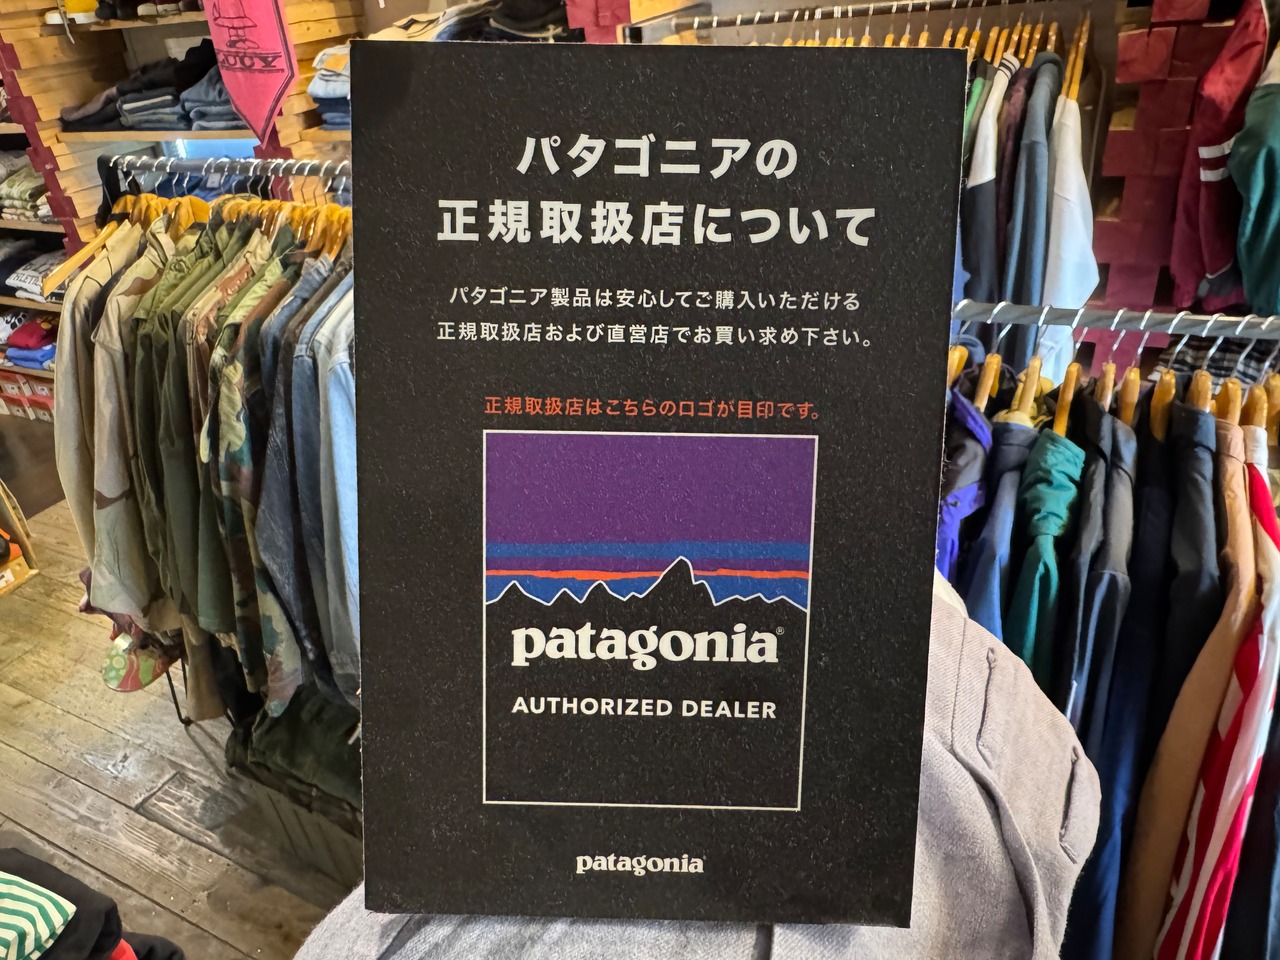 パタゴニアの
正規取扱店について
パタゴニア製品は安心してご購入いただける
正規取扱店および直営店でお買い求め下さい。
正規取扱店はこちらのロゴが目印です。
patagonia®
AUTHORIZED DEALER
patagonia